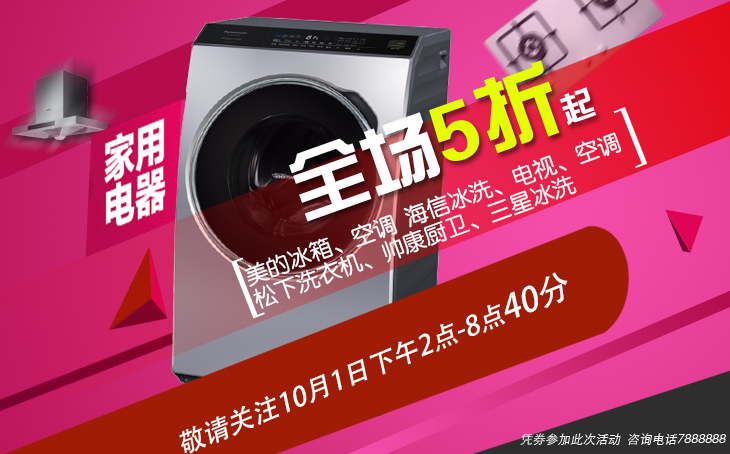 Panasonic
家用
电器
全场5折起
美的冰箱、空调 海信冰洗、电视、空调
松下洗衣机、帅康厨卫、三星冰洗
敬请关注10月1日下午2点-8点40分
凭券参加此次活动 咨询电话7888888